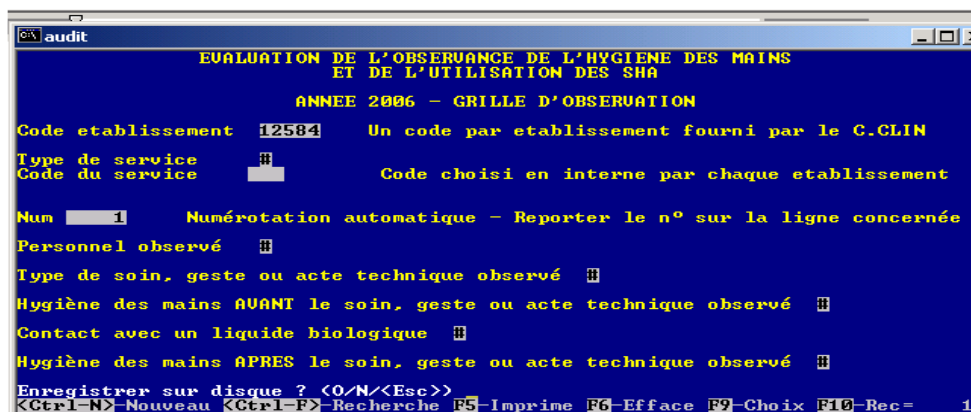 audit
EVALUATION DE L'OBSERVANCE DE L'HYGIENE DES MAINS
ET DE L'UTILISATION DES SHA
ANNEE 2006 - GRILLE D'OBSERVATION
Code etablissement 12584 Un code par etablissement fourni par le C.CLIN
Type de service #
Code du service Code choisi en interne par chaque etablissement
Num 1 Numérotation automatique - Reporter le nº sur la ligne concernée
Personnel observé #
Type de soin, geste ou acte technique observé #
Hygiène des mains AVANT le soin, geste ou acte technique observé #
Contact avec un liquide biologique #
Hygiène des mains APRES le soin, geste ou acte technique observé #
Enregistrer sur disque ? (O/N/<Esc>)
<Ctrl-N>-Nouveau <Ctrl-F>-Recherche F5-Imprime F6-Efface F9-Choix F10-Rec= 1